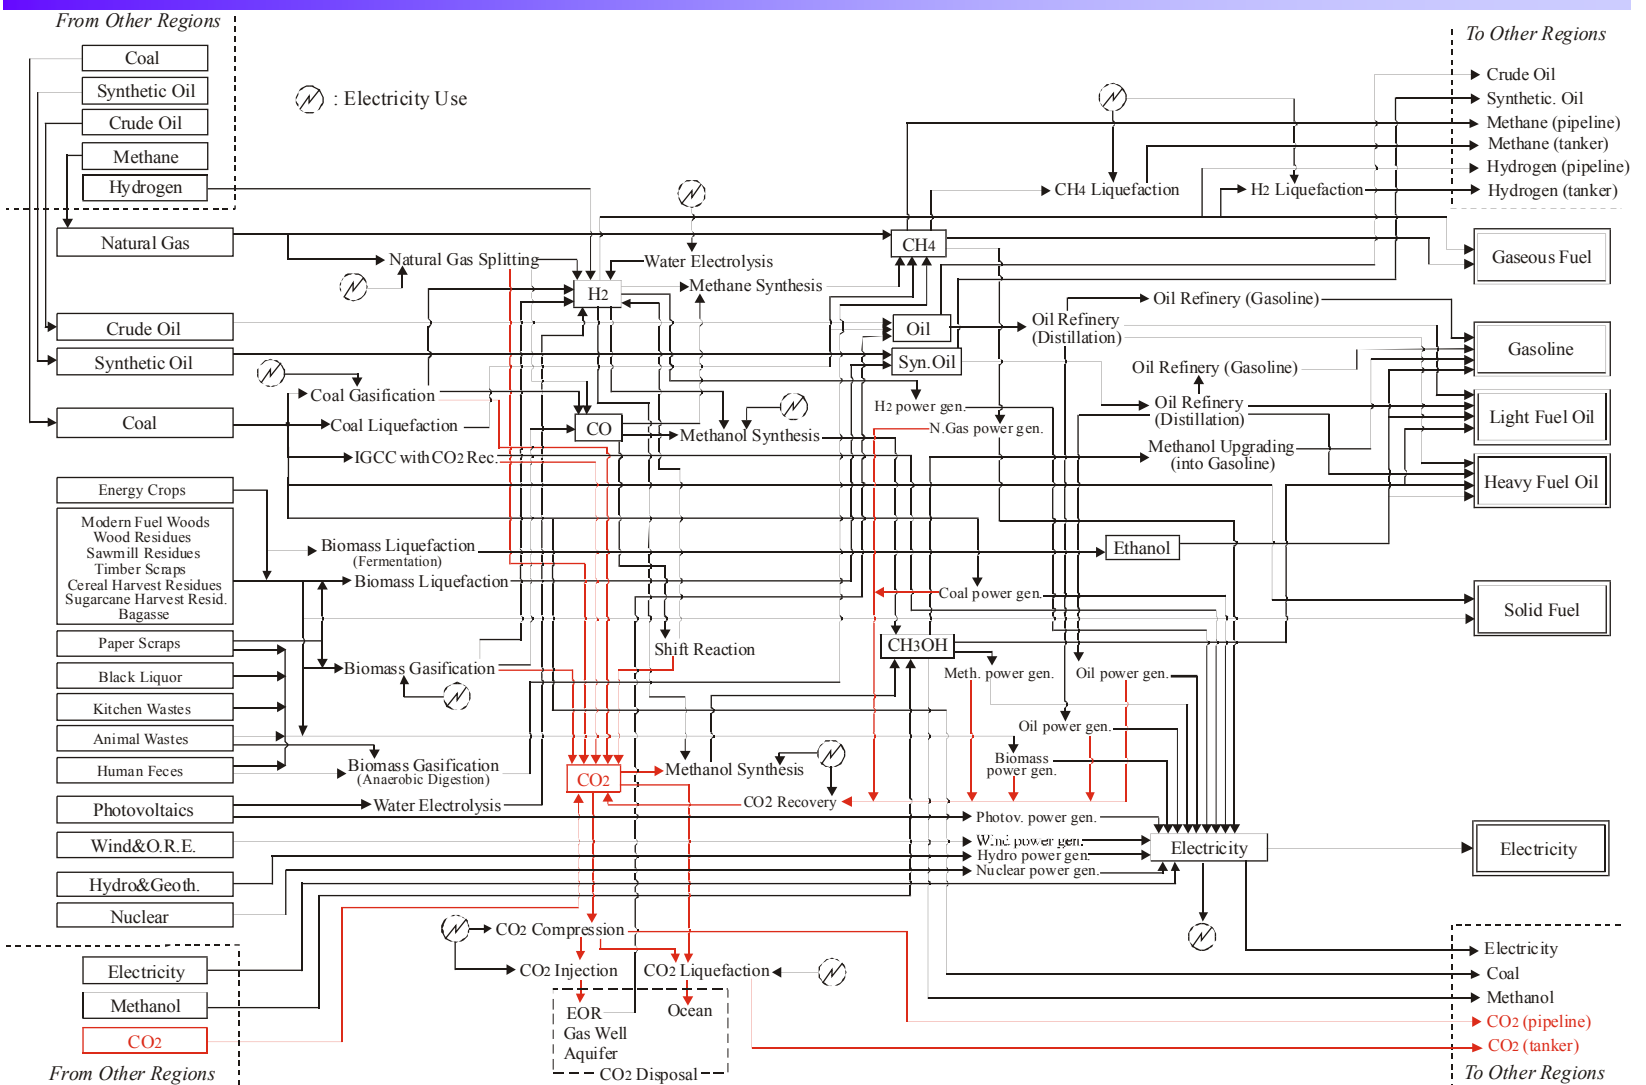 From Other Regions
Coal
Synthetic Oil
Crude Oil
Methane
Hydrogen
: Electricity Use
To Other Regions
Crude Oil
Synthetic. Oil
Methane (pipeline)
Methane (tanker)
Hydrogen (pipeline)
Hydrogen (tanker)
CH4 Liquefaction
H2 Liquefaction
Natural Gas
Natural Gas Splitting
Water Electrolysis
CH4
Gaseous Fuel
H2
Methane Synthesis
Oil Refinery (Gasoline)
Crude Oil
Oil
Oil Refinery
(Distillation)
Gasoline
Synthetic Oil
Syn.Oil
Oil Refinery (Gasoline)
Coal Gasification
H2 power gen.
Oil Refinery
(Distillation)
Light Fuel Oil
Coal
Coal Liquefaction
CO
Methanol Synthesis
N.Gas power gen.
Methanol Upgrading
(into Gasoline)
IGCC with CO2 Rec.
Heavy Fuel Oil
Energy Crops
Modern Fuel Woods
Wood Residues
Sawmill Residues
Timber Scraps
Cereal Harvest Residues
Sugarcane Harvest Resid.
Bagasse
Biomass Liquefaction
(Fermentation)
Ethanol
Biomass Liquefaction
Coal power gen.
Solid Fuel
Paper Scraps
Shift Reaction
CH3OH
Black Liquor
Biomass Gasification
Meth. power gen.
Oil power gen.
Kitchen Wastes
Oil power gen.
Animal Wastes
Biomass
power gen.
Human Feces
Biomass Gasification
(Anaerobic Digestion)
CO2
Methanol Synthesis
Photovoltaics
Water Electrolysis
CO2 Recovery
Photov. power gen.
Wind&O.R.E.
Wind power gen.
Hydro power gen.
Nuclear power gen.
Electricity
Electricity
Hydro&Geoth.
Nuclear
CO2 Compression
CO2 Injection
CO2 Liquefaction
EOR
Gas Well
Aquifer
Ocean
CO2 Disposal
Electricity
Methanol
CO2
From Other Regions
Electricity
Coal
Methanol
CO2 (pipeline)
CO2 (tanker)
To Other Regions